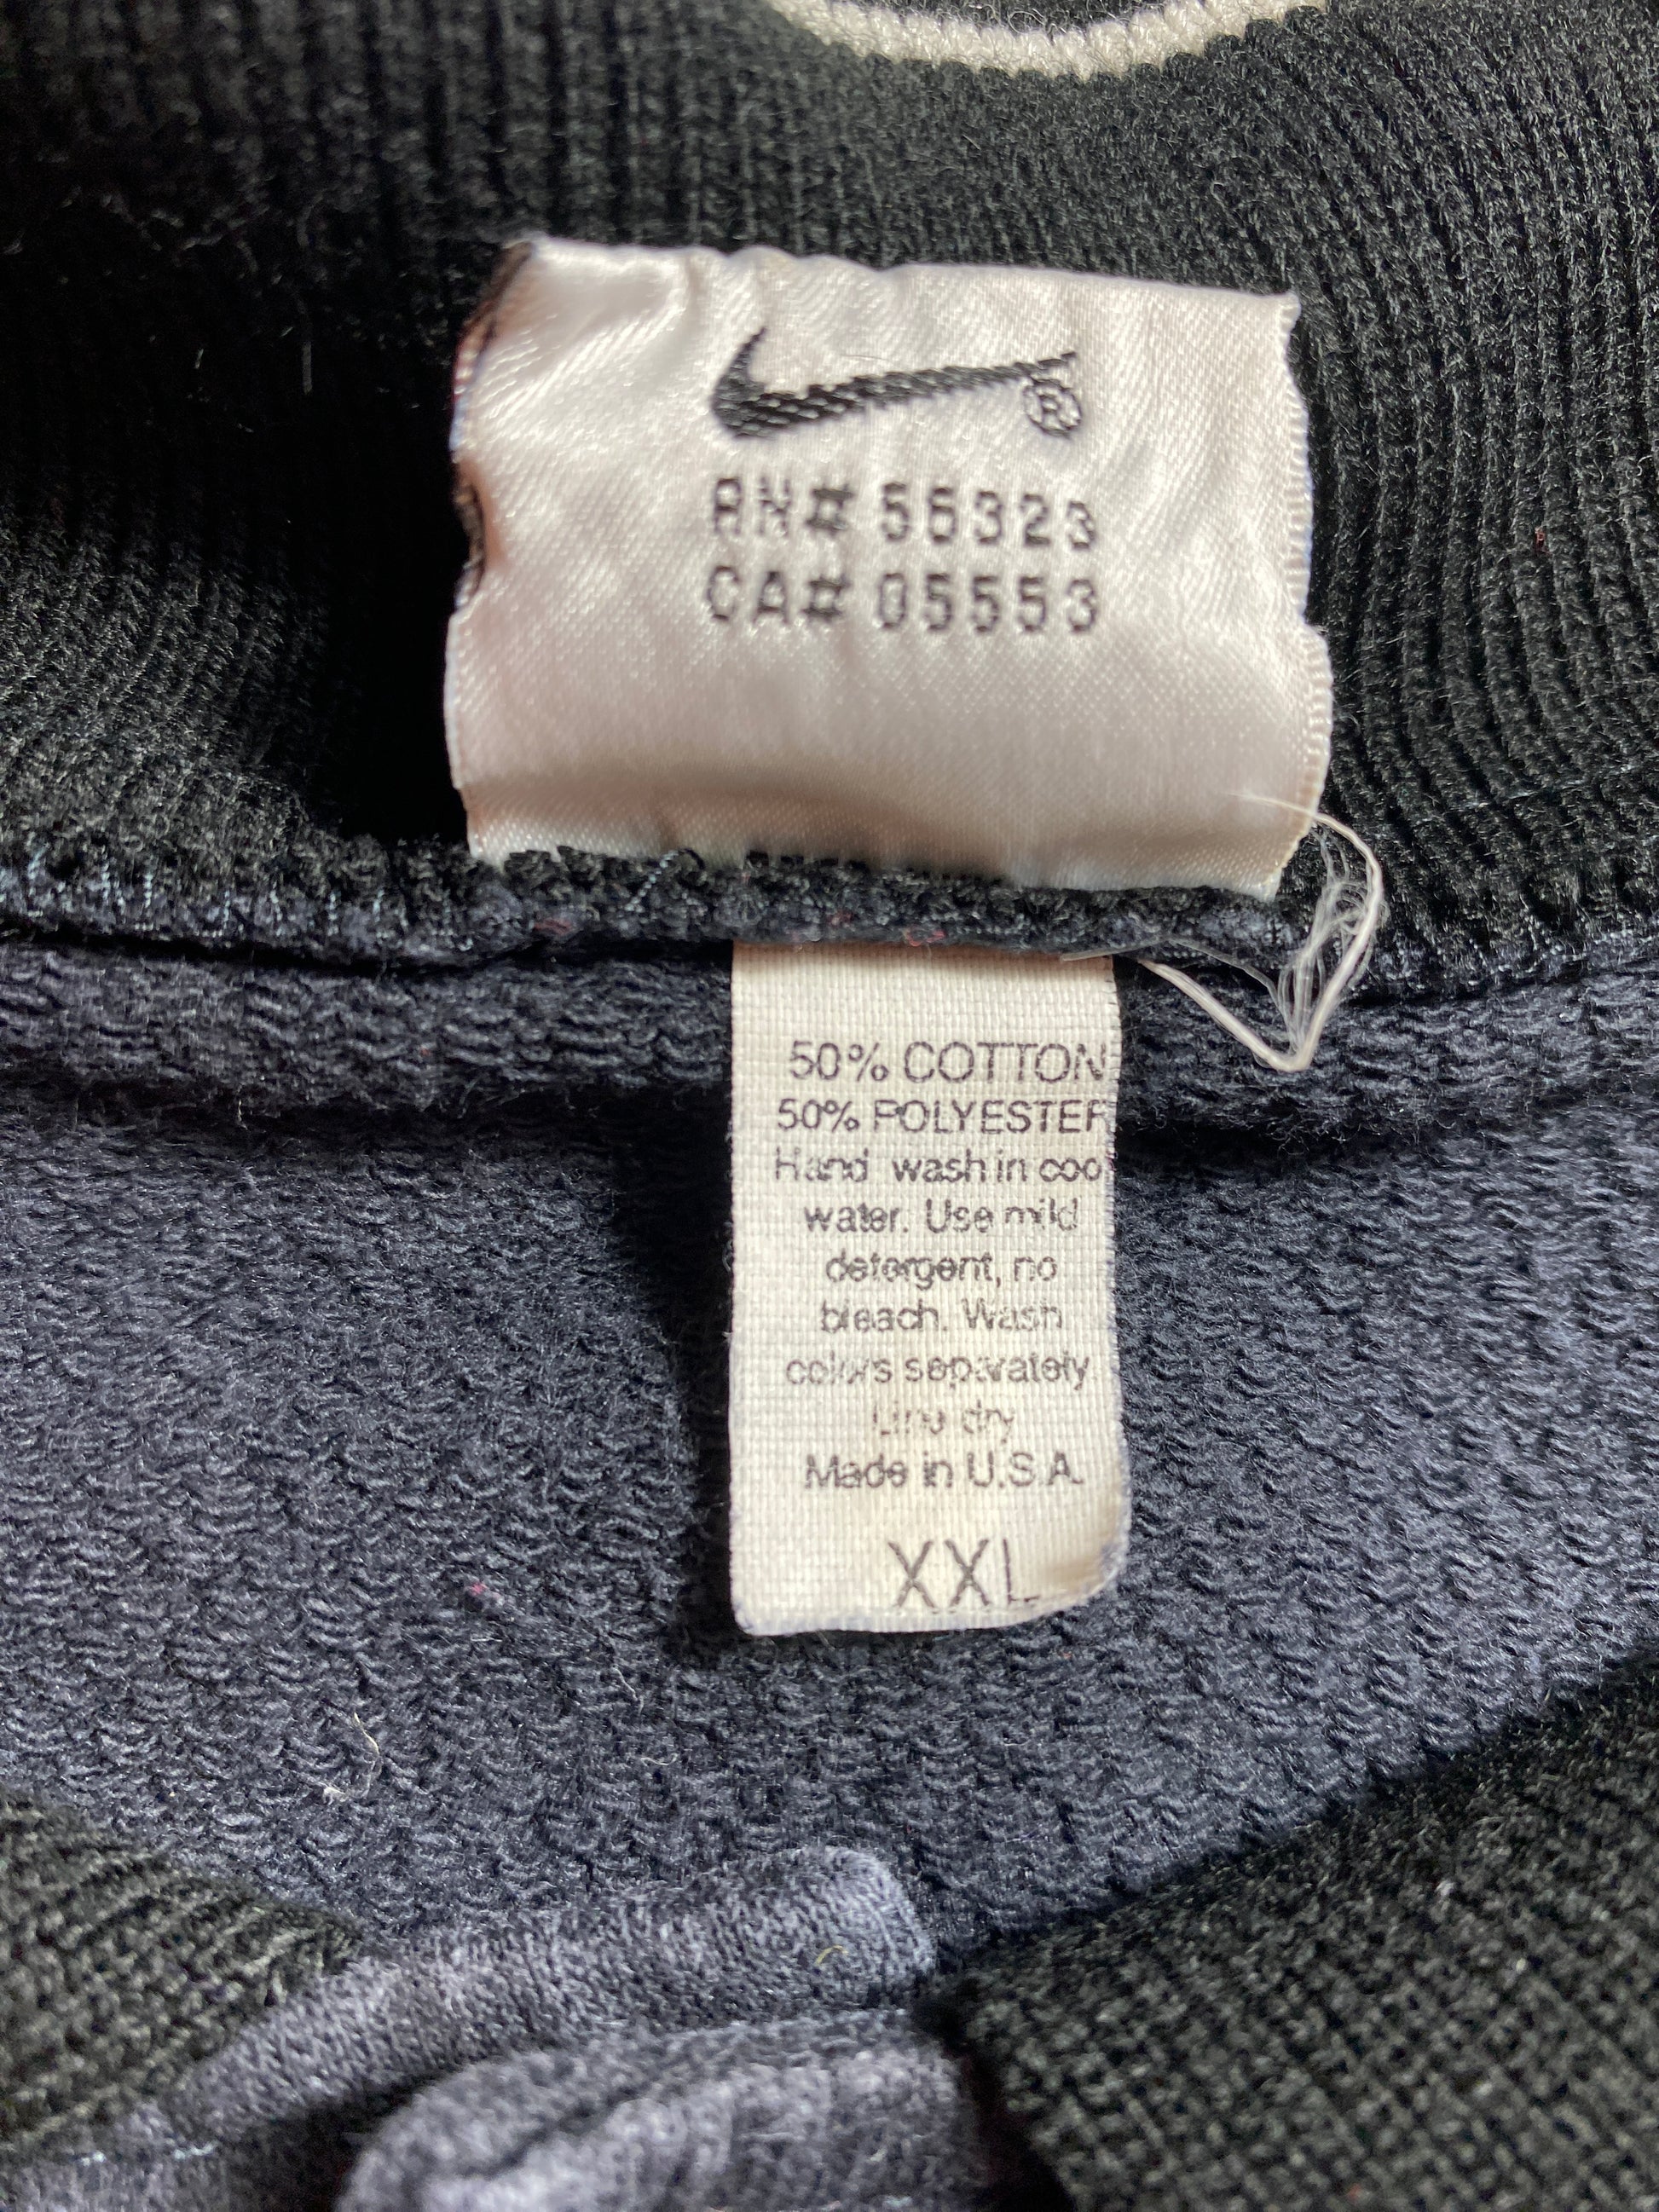 ®
RN# 56323
CA# 05553
50% COTTON
50% POLYESTER
Hand wash in cool
water. Use mild
detergent, no
bleach. Wash
colors separately.
Line dry
Made in U.S.A.
XXL